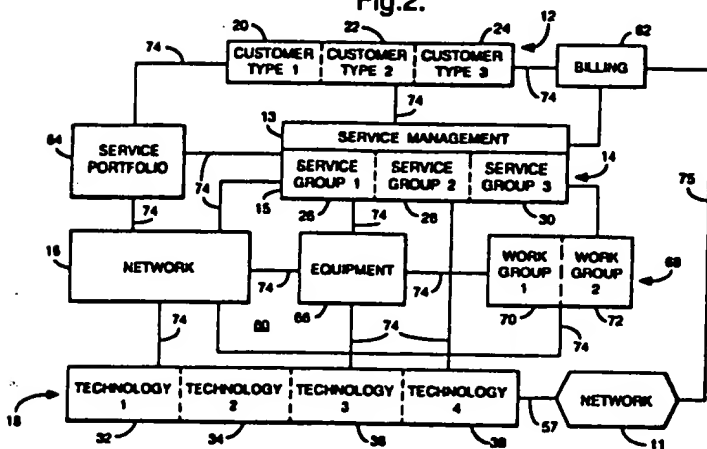 Fig.2.
20 22 24 12 62
74 CUSTOMER TYPE 1 CUSTOMER TYPE 2 CUSTOMER TYPE 3 BILLING
74 74
13 SERVICE MANAGEMENT
64 SERVICE PORTFOLIO 74 SERVICE GROUP 1 SERVICE GROUP 2 SERVICE GROUP 3 14 75
74 15 26 74 28 30
16 NETWORK EQUIPMENT WORK GROUP 1 WORK GROUP 2 68
74 74
74 60 66 74 70 72 74
18 TECHNOLOGY 1 TECHNOLOGY 2 TECHNOLOGY 3 TECHNOLOGY 4 NETWORK
57
32 34 36 38 11